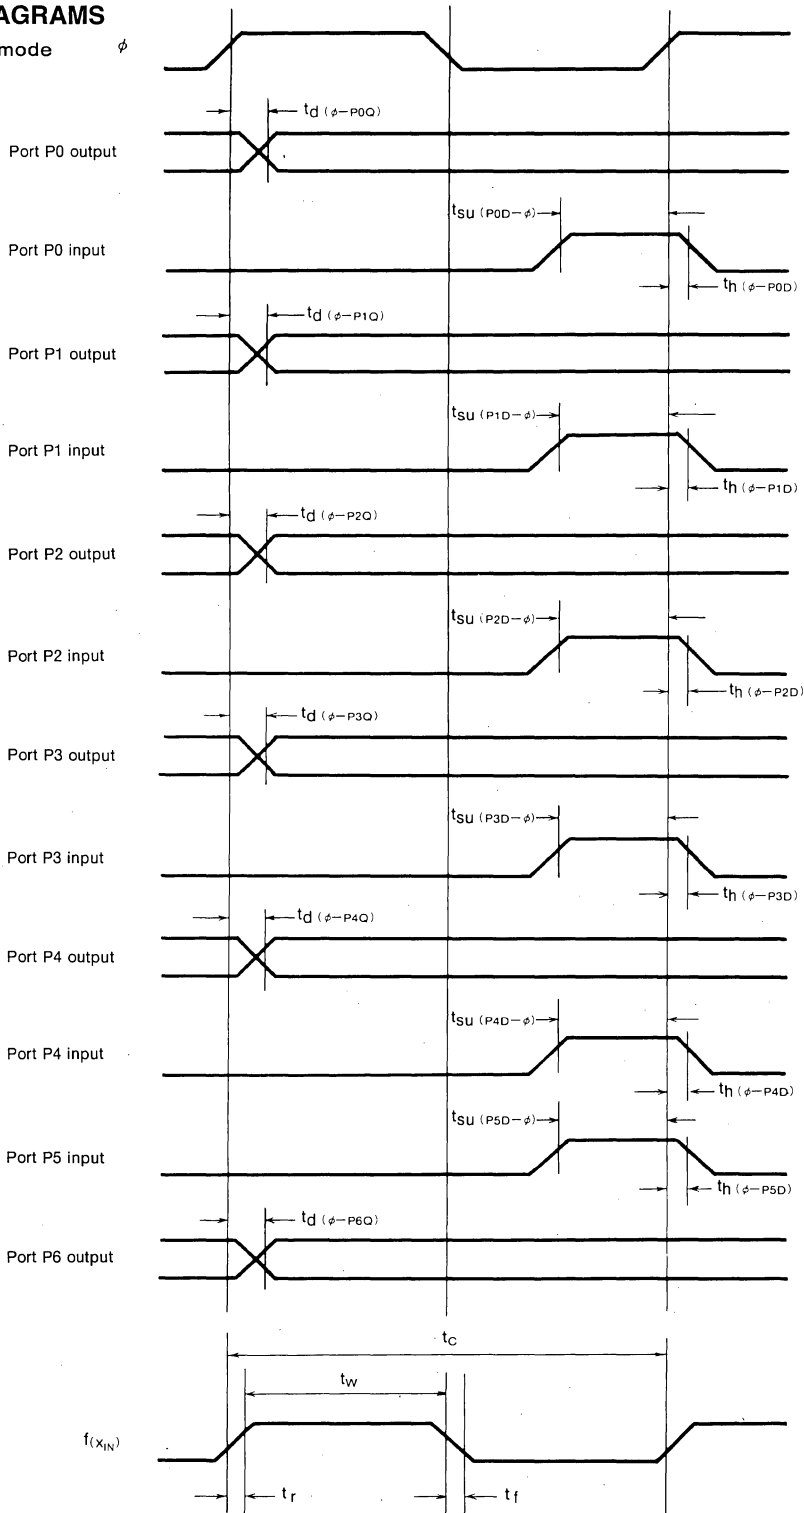 AGRAMS
mode
ϕ
td (ϕ−P0Q)
Port P0 output
tsu (P0D−ϕ)
Port P0 input
th (ϕ−P0D)
td (ϕ−P1Q)
Port P1 output
tsu (P1D−ϕ)
Port P1 input
th (ϕ−P1D)
td (ϕ−P2Q)
Port P2 output
tsu (P2D−ϕ)
Port P2 input
th (ϕ−P2D)
td (ϕ−P3Q)
Port P3 output
tsu (P3D−ϕ)
Port P3 input
th (ϕ−P3D)
td (ϕ−P4Q)
Port P4 output
tsu (P4D−ϕ)
Port P4 input
th (ϕ−P4D)
tsu (P5D−ϕ)
Port P5 input
th (ϕ−P5D)
td (ϕ−P6Q)
Port P6 output
tC
tW
f(XIN)
tr
tf